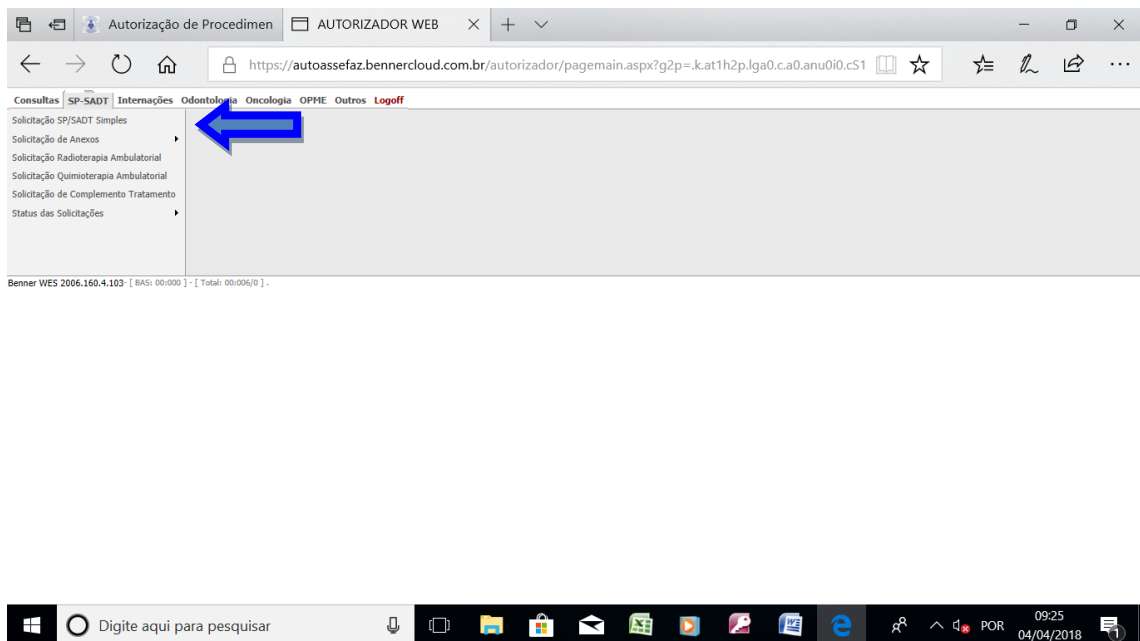 Autorização de Procedimen
AUTORIZADOR WEB
https://autoassefaz.bennercloud.com.br/autorizador/pagemain.aspx?g2p=.k.at1h2p.lga0.c.a0.anu0i0.cS1
Consultas SP-SADT Internações Odontologia Oncologia OPME Outros Logoff
Solicitação SP/SADT Simples
Solicitação de Anexos
Solicitação Radioterapia Ambulatorial
Solicitação Quimioterapia Ambulatorial
Solicitação de Complemento Tratamento
Status das Solicitações
Benner WES 2006.160.4.103- [ BAS: 00:000 ] - [ Total: 00:006/0 ] .
Digite aqui para pesquisar
POR
09:25
04/04/2018
1